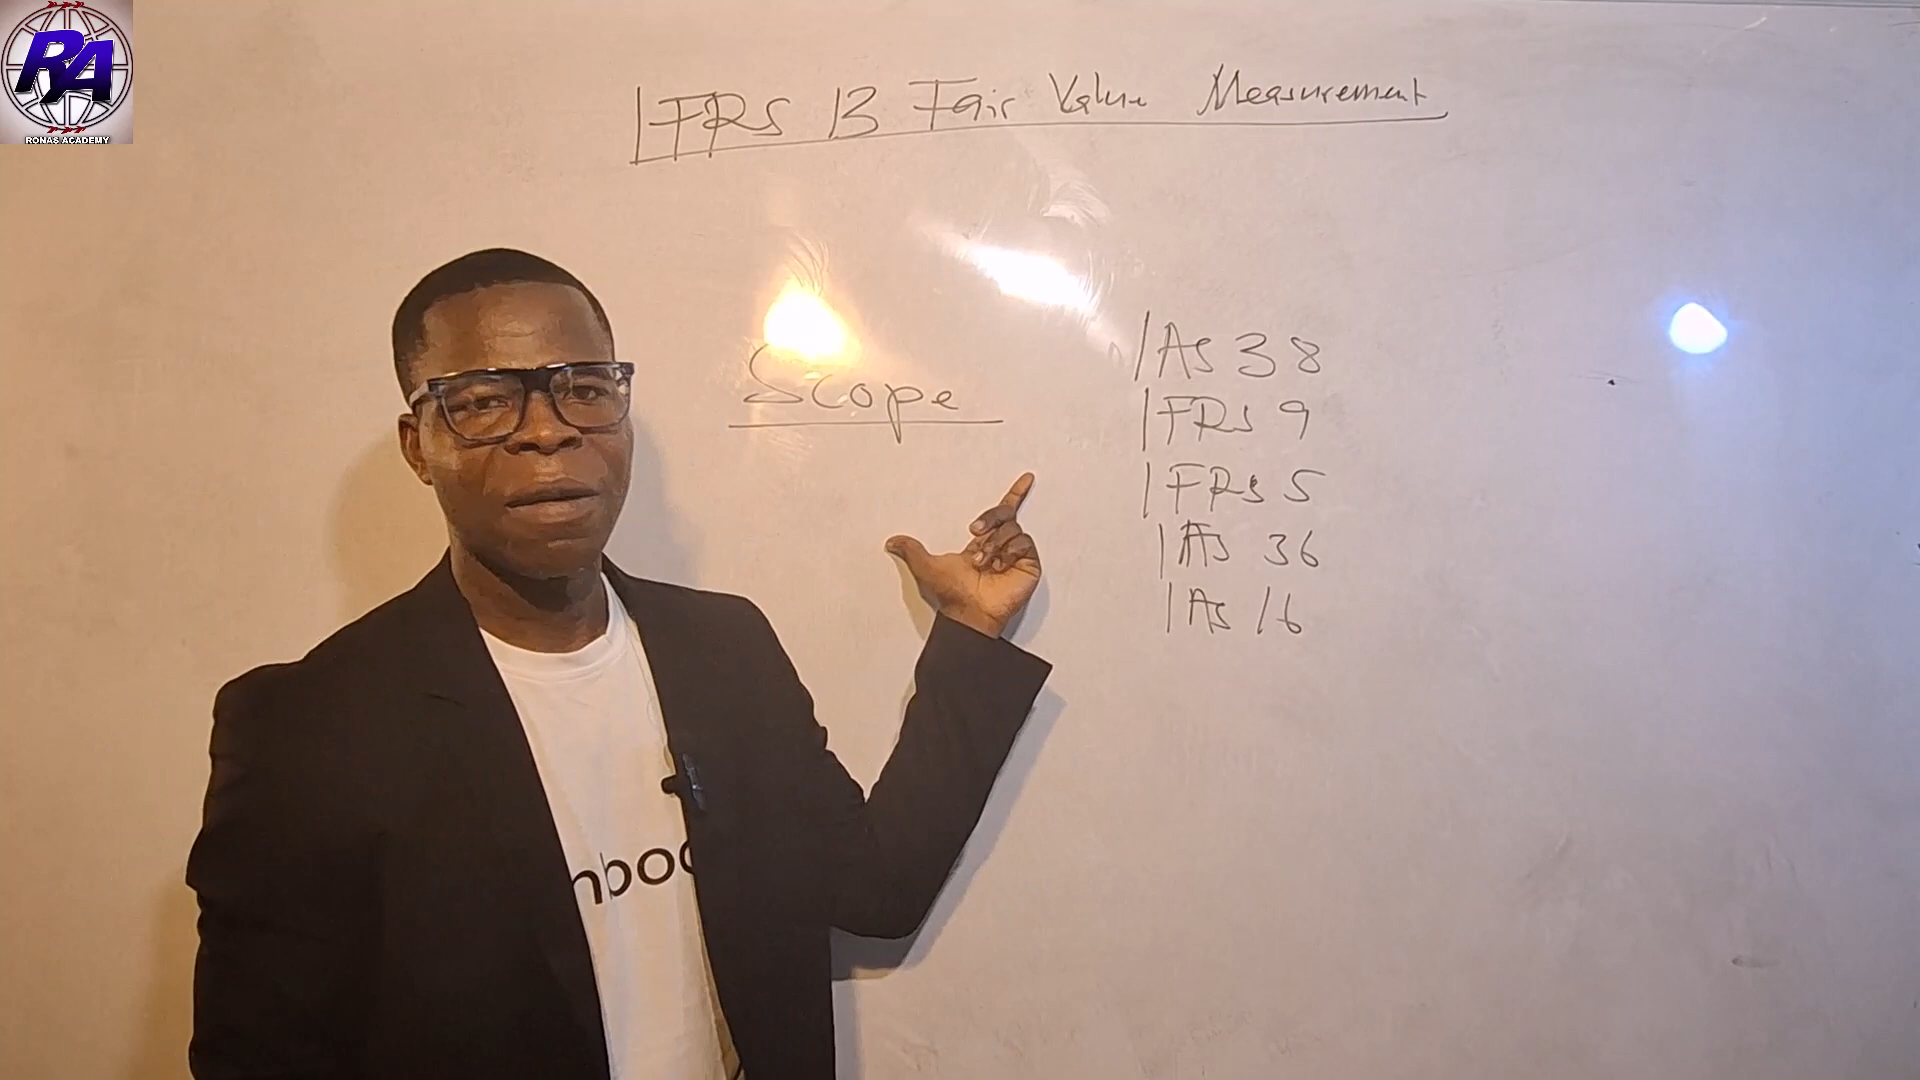 RA
RONAS ACADEMY
IFRS 13 Fair Value Measurement
Scope
IAS 38
IFRS 9
IFRS 5
IAS 36
IAS 16
nboo